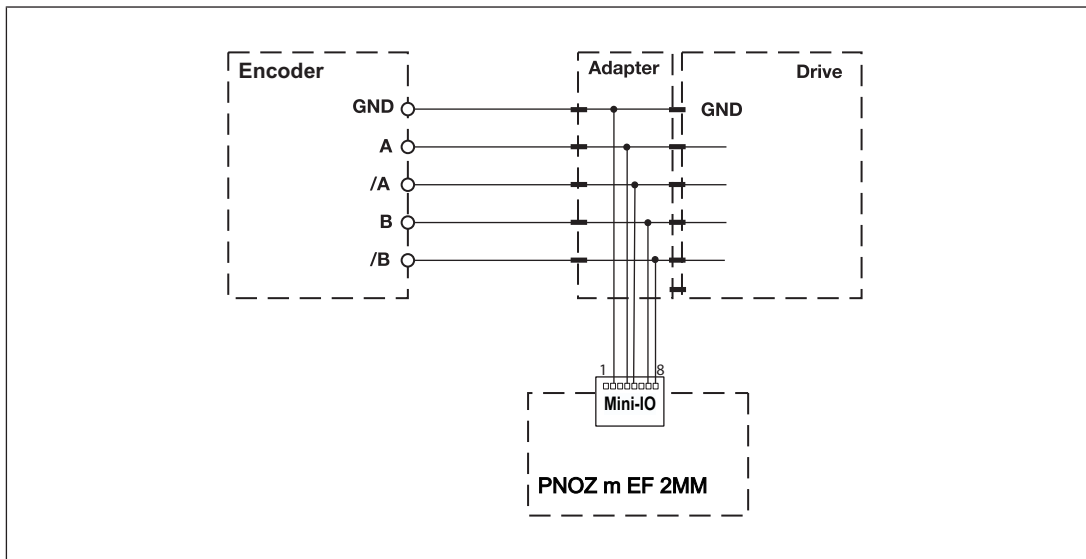 Encoder
Adapter
Drive
GND
GND
A
/A
B
/B
1
8
Mini-IO
PNOZ m EF 2MM